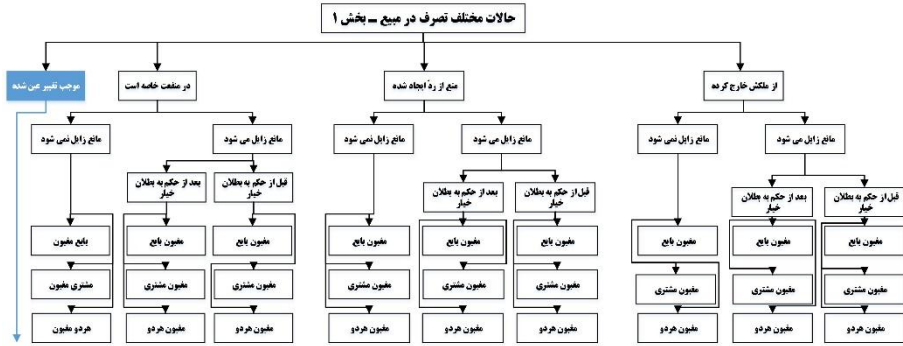 حالات مختلف تصرف در مبیع ــ بخش ۱
از ملکش خارج کرده
منع از ردّ ایجاد شده
در منفعت خاصه است
موجب تغییر عین شده
مانع زایل می شود
مانع زایل نمی شود
مانع زایل می شود
مانع زایل نمی شود
مانع زایل می شود
مانع زایل نمی شود
قبل از حکم به بطلان
خیار
بعد از حکم به بطلان
خیار
قبل از حکم به بطلان
خیار
بعد از حکم به بطلان
خیار
قبل از حکم به بطلان
خیار
بعد از حکم به بطلان
خیار
مغبون بایع
مغبون بایع
مغبون بایع
مغبون بایع
مغبون بایع
مغبون بایع
مغبون بایع
مغبون بایع
بایع مغبون
مغبون مشتری
مغبون مشتری
مغبون مشتری
مغبون مشتری
مغبون مشتری
مغبون مشتری
مغبون مشتری
مغبون مشتری
مشتری مغبون
مغبون هردو
مغبون هردو
مغبون هردو
مغبون هردو
مغبون هردو
مغبون هردو
مغبون هردو
مغبون هردو
هردو مغبون